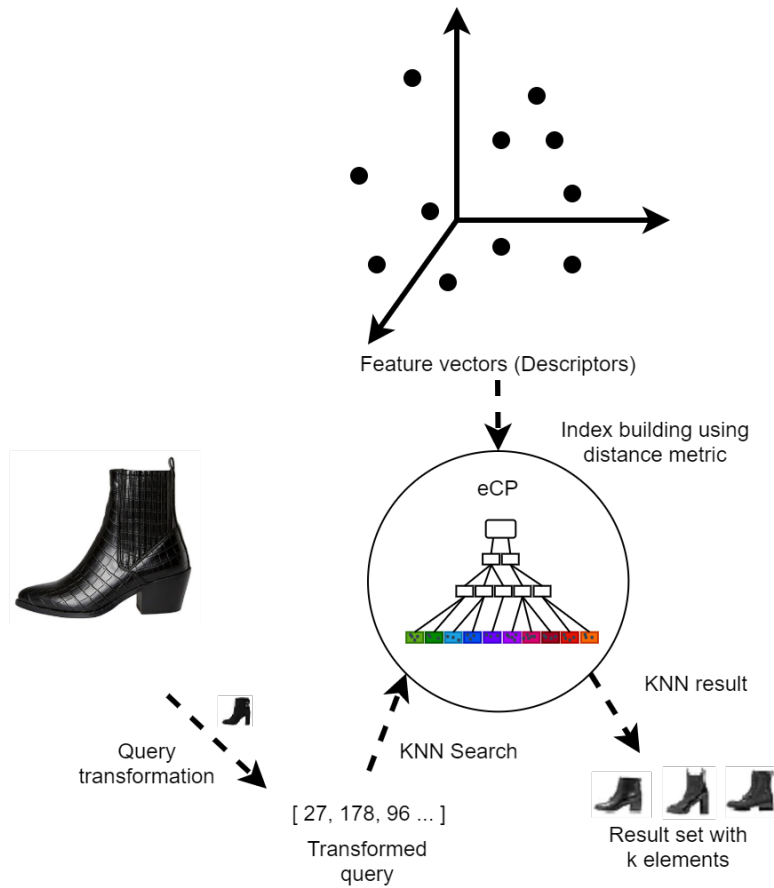 Feature vectors (Descriptors)
Index building using
distance metric
eCP
KNN result
Query
transformation
KNN Search
[ 27, 178, 96 ... ]
Transformed
query
Result set with
k elements